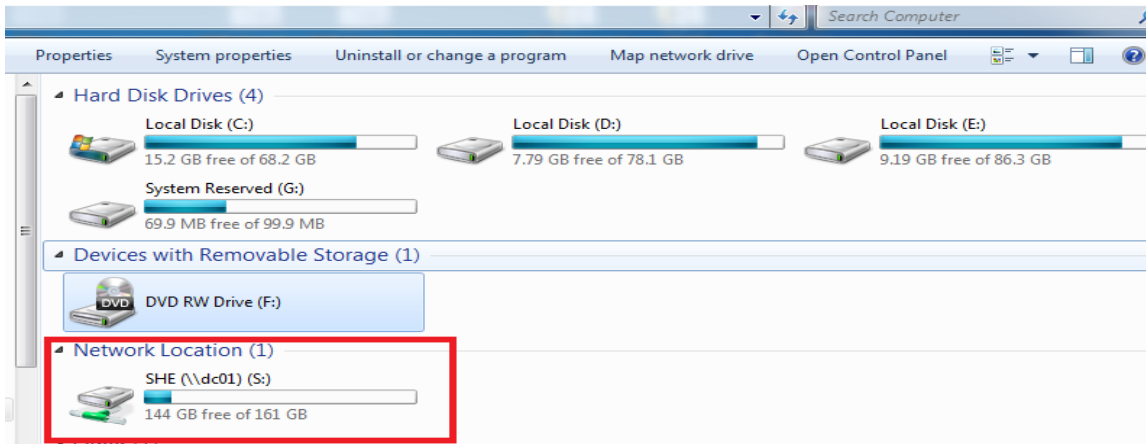 Search Computer
Properties System properties Uninstall or change a program Map network drive Open Control Panel
Hard Disk Drives (4)
Local Disk (C:) Local Disk (D:) Local Disk (E:)
15.2 GB free of 68.2 GB 7.79 GB free of 78.1 GB 9.19 GB free of 86.3 GB
System Reserved (G:)
69.9 MB free of 99.9 MB
Devices with Removable Storage (1)
DVD DVD RW Drive (F:)
Network Location (1)
SHE (\\dc01) (S:)
144 GB free of 161 GB